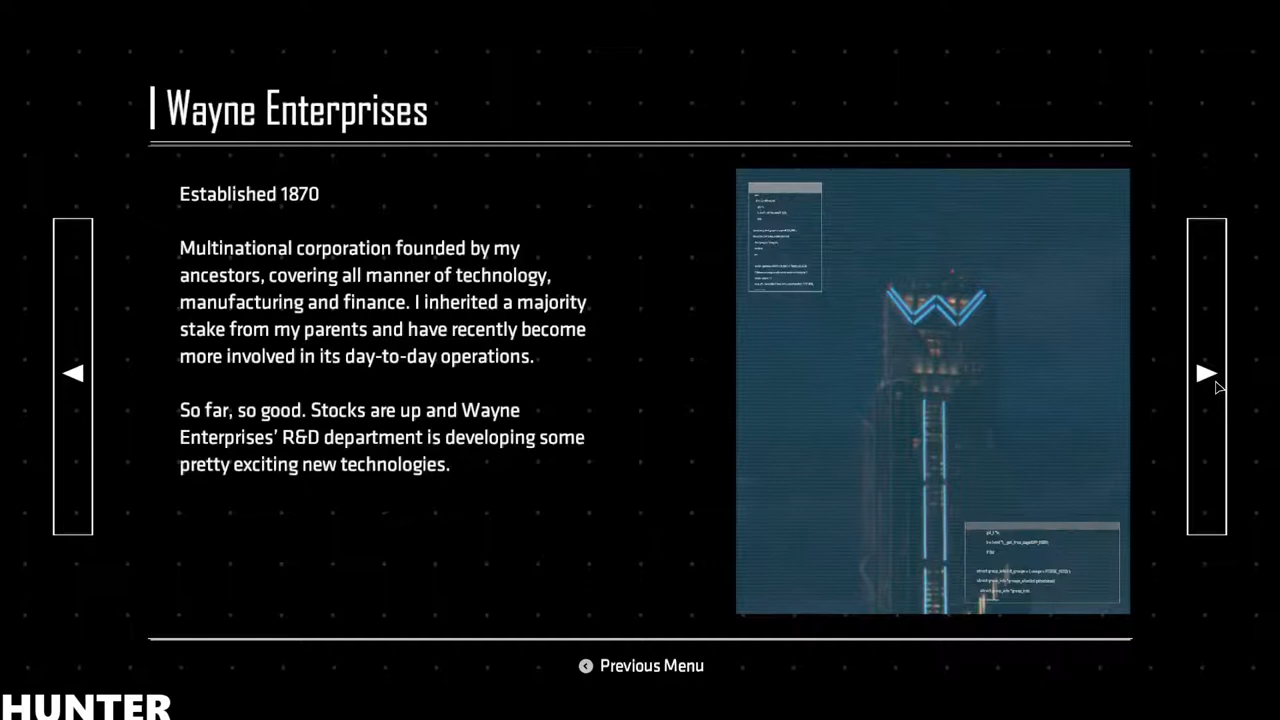 Wayne Enterprises
Established 1870
Multinational corporation founded by my
ancestors, covering all manner of technology,
manufacturing and finance. I inherited a majority
stake from my parents and have recently become
more involved in its day-to-day operations.
So far, so good. Stocks are up and Wayne
Enterprises’ R&D department is developing some
pretty exciting new technologies.
Previous Menu
HUNTER